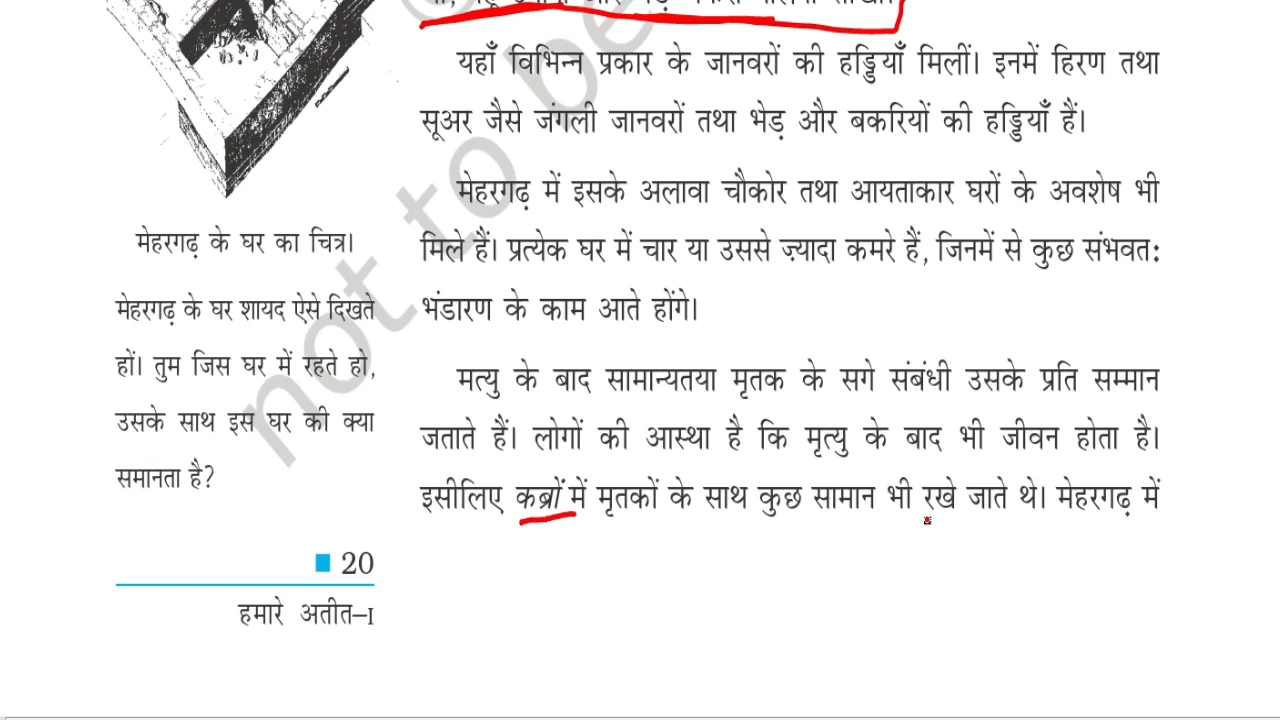 यहाँ विभिन्न प्रकार के जानवरों की हड्डियाँ मिलीं। इनमें हिरण तथा
सूअर जैसे जंगली जानवरों तथा भेड़ और बकरियों की हड्डियाँ हैं।
मेहरगढ़ में इसके अलावा चौकोर तथा आयताकार घरों के अवशेष भी
मिले हैं। प्रत्येक घर में चार या उससे ज़्यादा कमरे हैं, जिनमें से कुछ संभवतः
भंडारण के काम आते होंगे।
मत्यु के बाद सामान्यतया मृतक के सगे संबंधी उसके प्रति सम्मान
जताते हैं। लोगों की आस्था है कि मृत्यु के बाद भी जीवन होता है।
इसीलिए कब्रों में मृतकों के साथ कुछ सामान भी रखे जाते थे। मेहरगढ़ में
मेहरगढ़ के घर का चित्र।
मेहरगढ़ के घर शायद ऐसे दिखते
हों। तुम जिस घर में रहते हो,
उसके साथ इस घर की क्या
समानता है?
20
हमारे अतीत–I
not to be